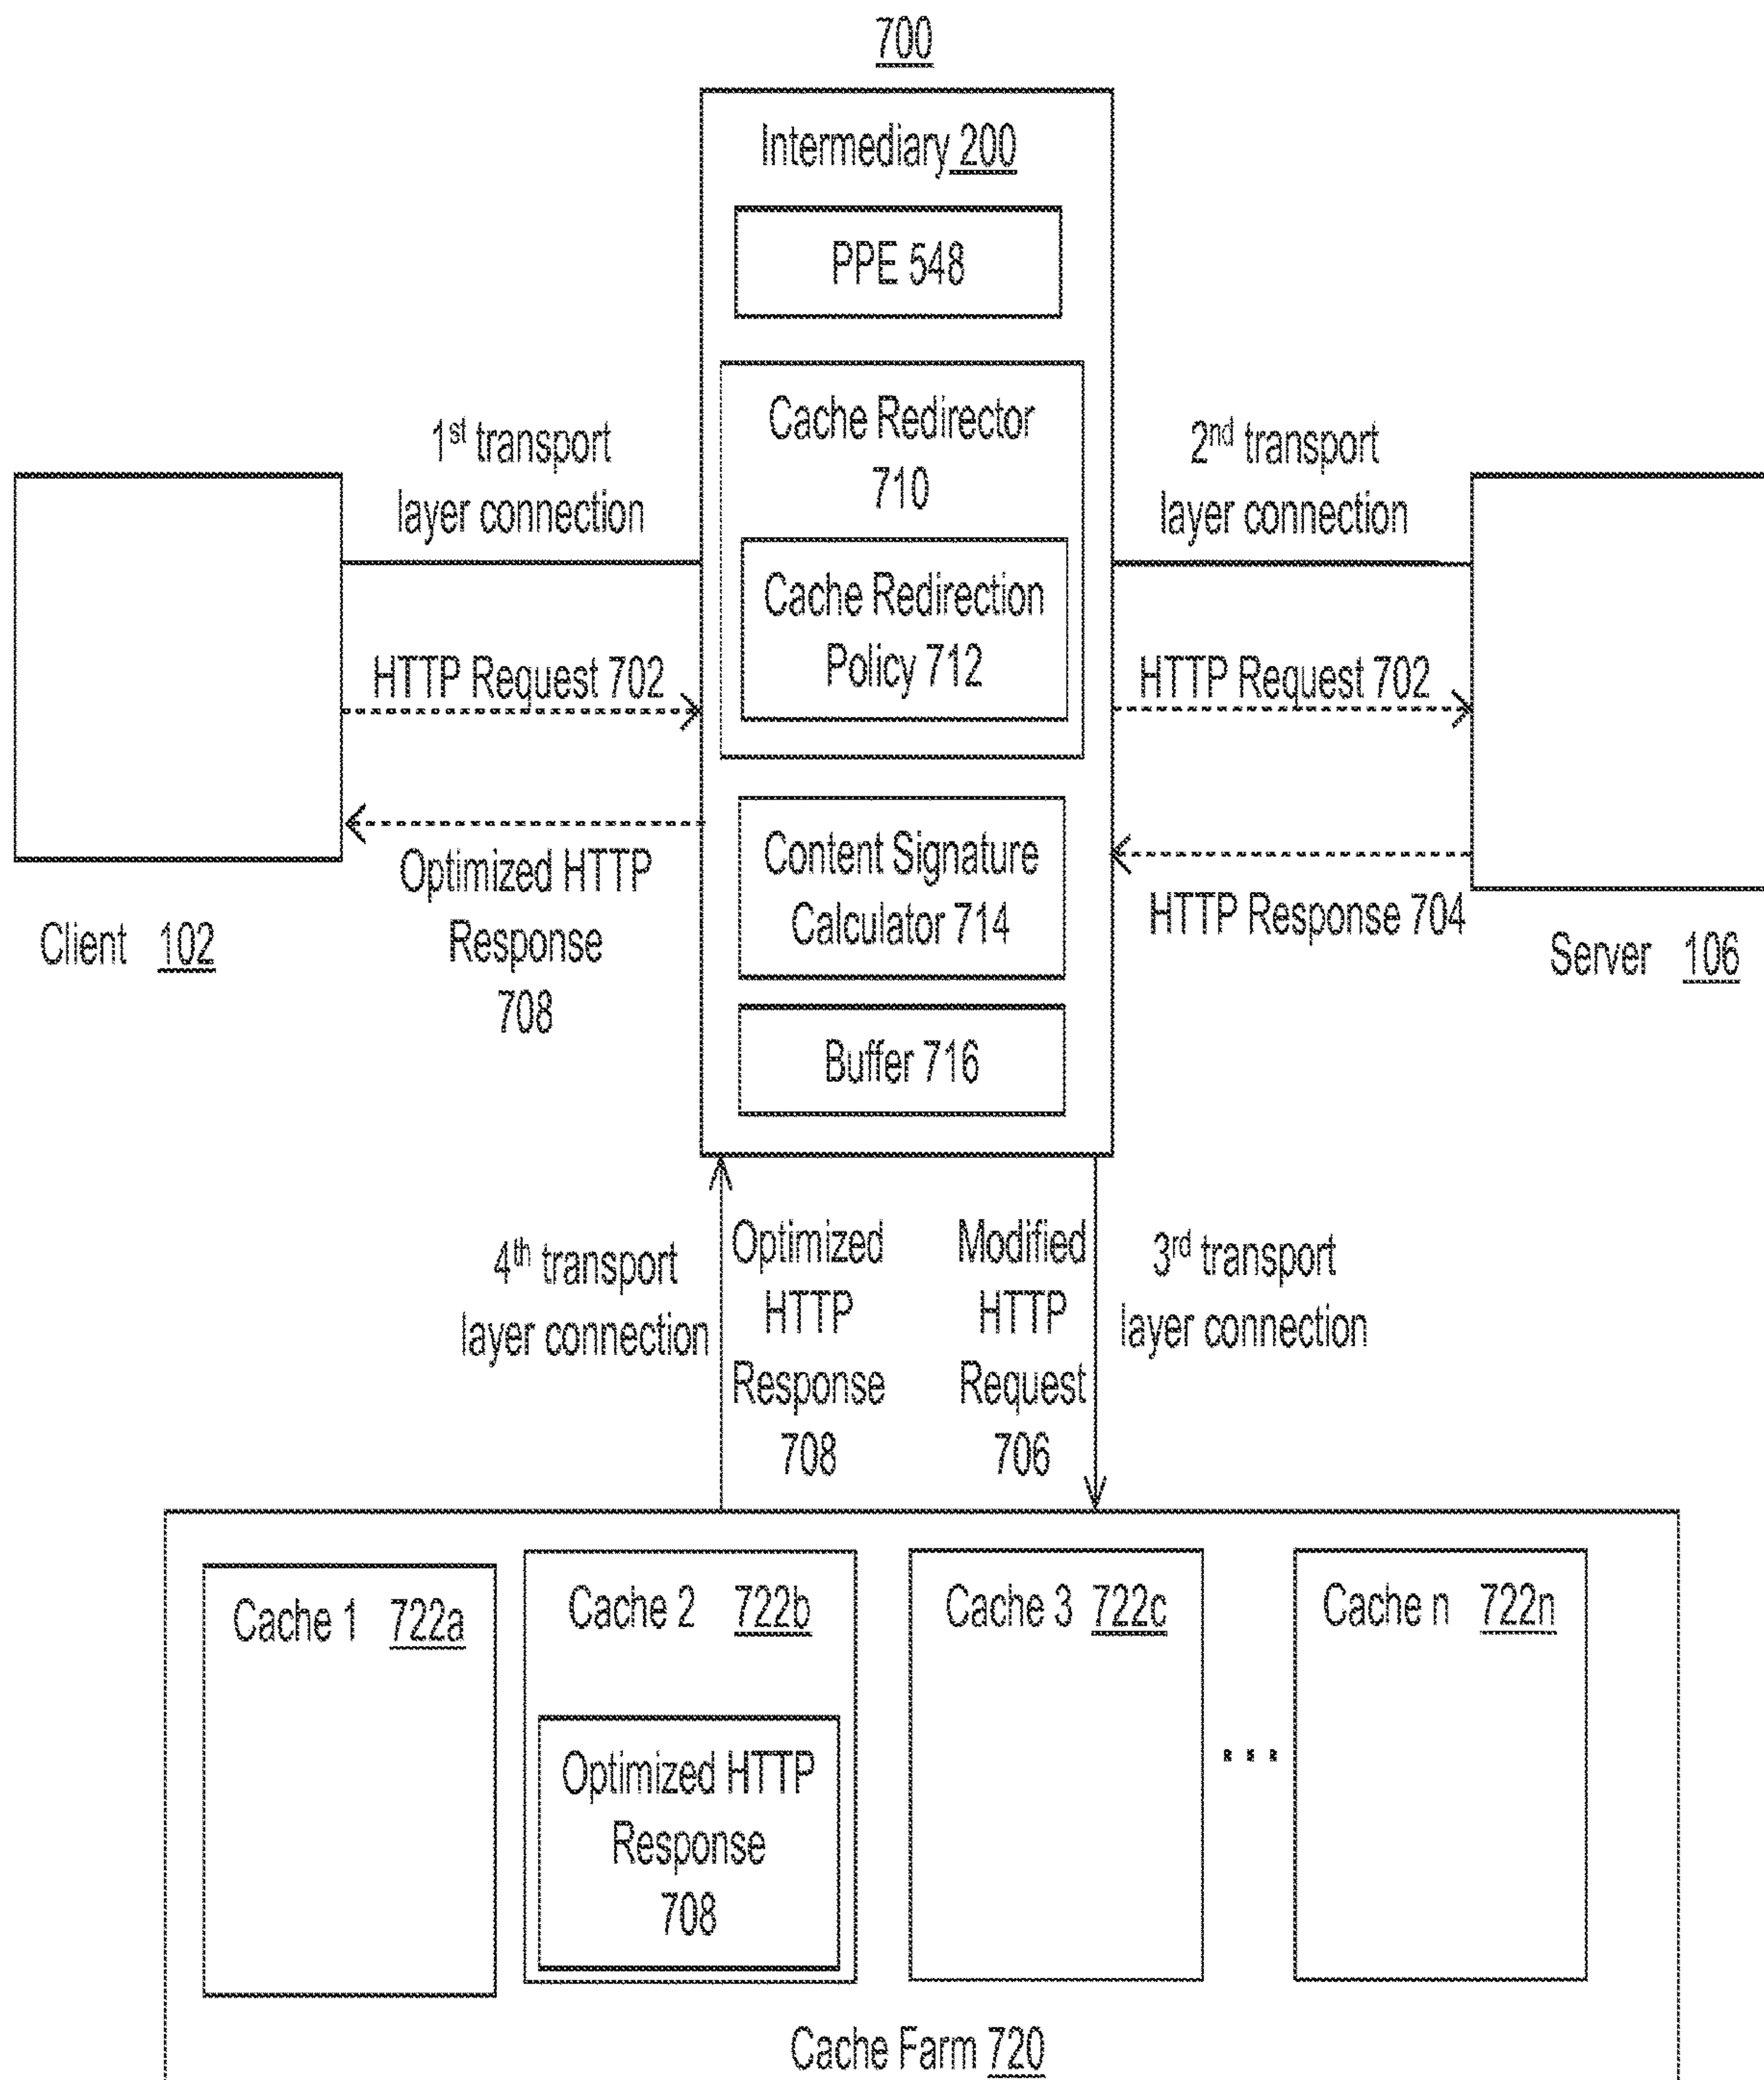 700
Intermediary 200
PPE 548
Cache Redirector
710
Cache Redirection
Policy 712
Content Signature
Calculator 714
Buffer 716
1st transport
layer connection
HTTP Request 702
Optimized HTTP
Response
708
Client 102
2nd transport
layer connection
HTTP Request 702
HTTP Response 704
Server 106
4th transport
layer connection
Optimized
HTTP
Response
708
Modified
HTTP
Request
706
3rd transport
layer connection
Cache 1 722a
Cache 2 722b
Optimized HTTP
Response
708
Cache 3 722c
...
Cache n 722n
Cache Farm 720